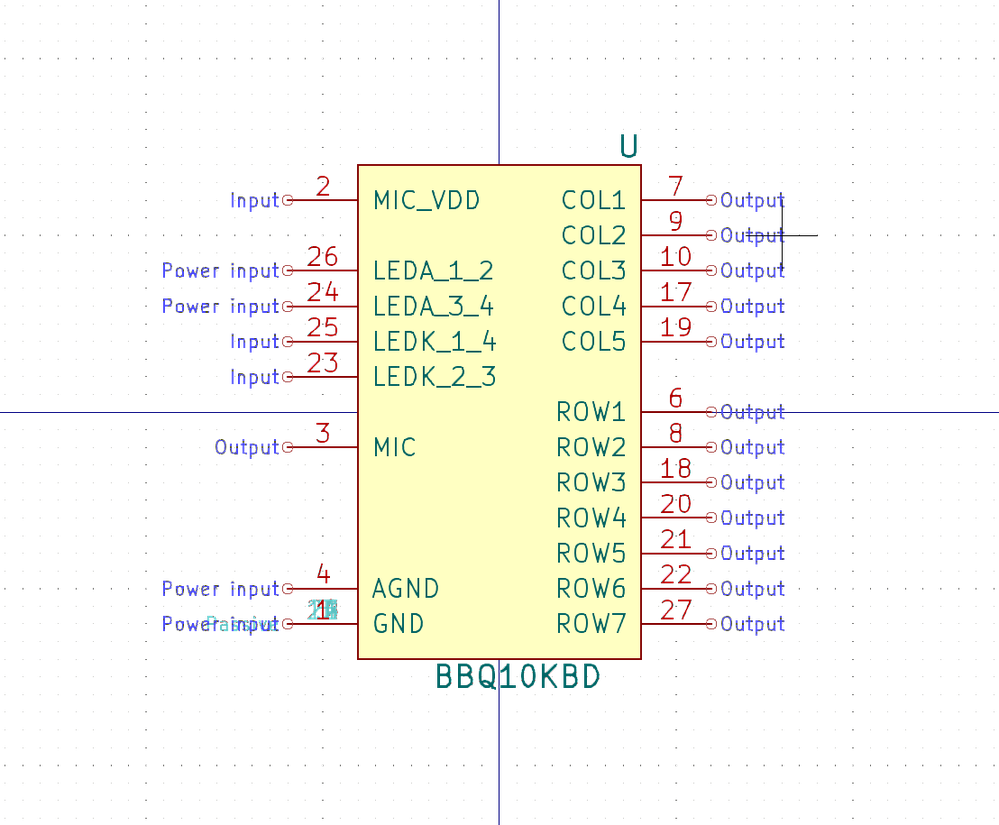 U
Input 2 MIC_VDD COL1 7 Output
COL2 9 Output
Power input 26 LEDA_1_2 COL3 10 Output
Power input 24 LEDA_3_4 COL4 17 Output
Input 25 LEDK_1_4 COL5 19 Output
Input 23 LEDK_2_3
ROW1 6 Output
Output 3 MIC ROW2 8 Output
ROW3 18 Output
ROW4 20 Output
ROW5 21 Output
Power input 4 AGND ROW6 22 Output
Power input Passive 1 GND ROW7 27 Output
BBQ10KBD